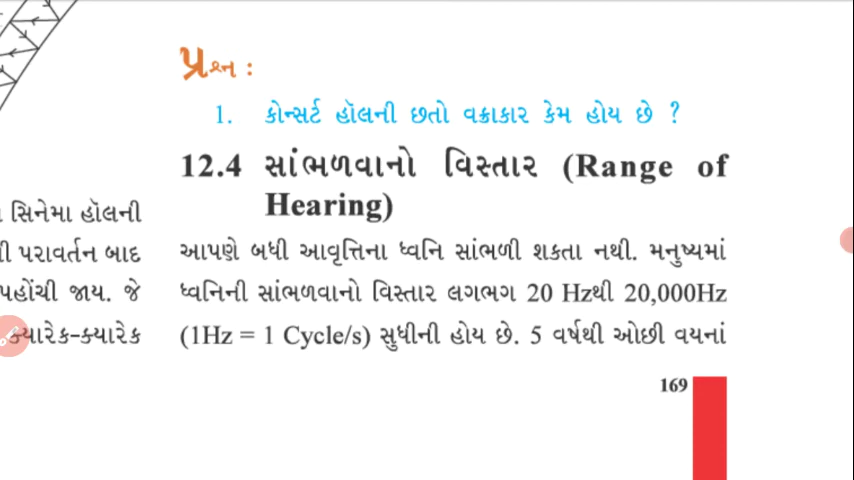 સિનેમા હૉલની
પરાવર્તન બાદ
પહોંચી જાય. જે
ક્યારેક-ક્યારેક
પ્રશ્ન :
1. કોન્સર્ટ હૉલની છતો વક્રાકાર કેમ હોય છે ?
12.4 સાંભળવાનો વિસ્તાર (Range of
Hearing)
આપણે બધી આવૃત્તિના ધ્વનિ સાંભળી શકતા નથી. મનુષ્યમાં
ધ્વનિની સાંભળવાનો વિસ્તાર લગભગ 20 Hzથી 20,000Hz
(1Hz = 1 Cycle/s) સુધીની હોય છે. 5 વર્ષથી ઓછી વયનાં
169